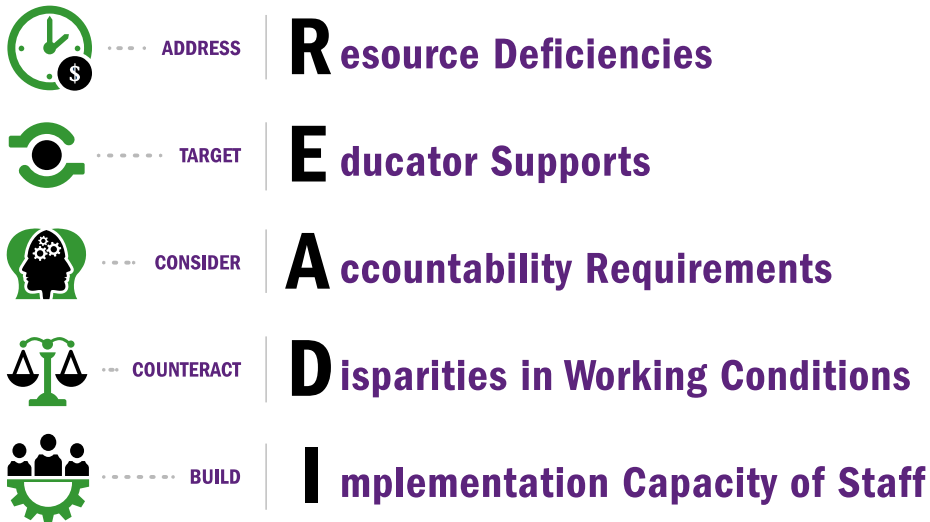 $ ADDRESS Resource Deficiencies
TARGET Educator Supports
CONSIDER Accountability Requirements
COUNTERACT Disparities in Working Conditions
BUILD Implementation Capacity of Staff